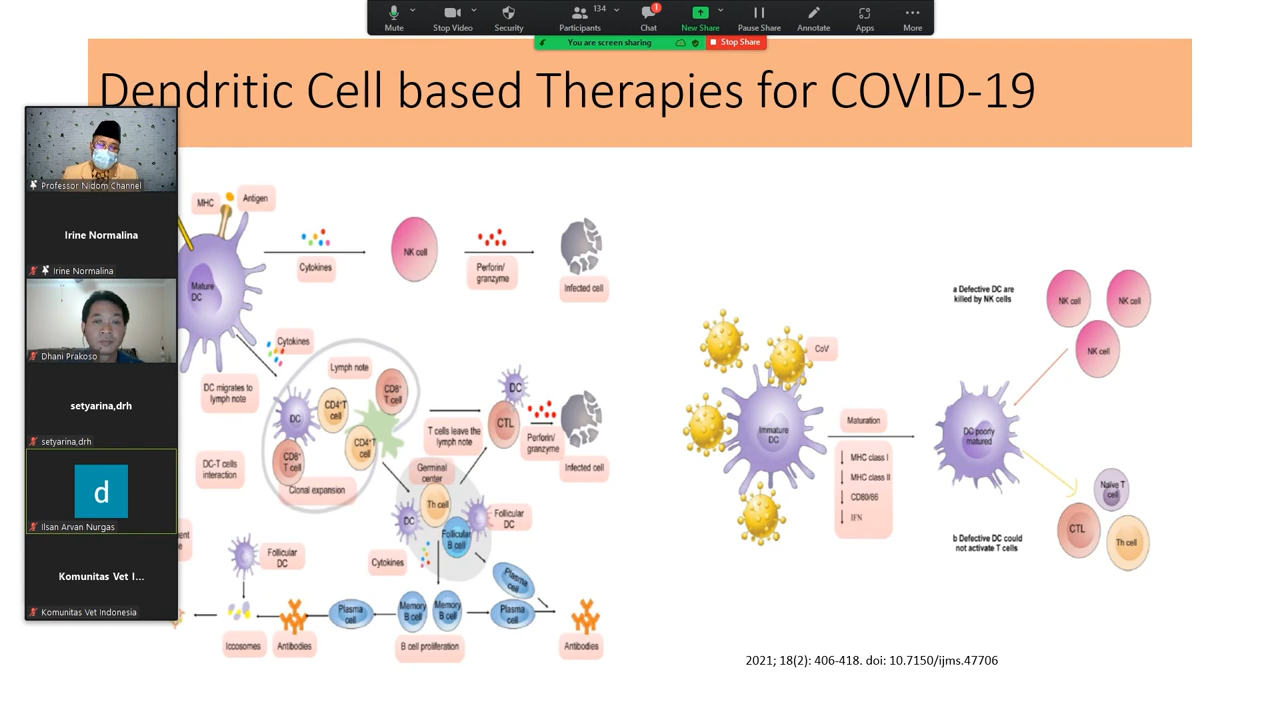 134
1
Mute
Stop Video
Security
Participants
Chat
New Share
Pause Share
Annotate
Apps
More
You are screen sharing
Stop Share
Dendritic Cell based Therapies for COVID-19
Professor Nidom Channel
Irine Normalina
Irine Normalina
Dhani Prakoso
setyarina,drh
setyarina,drh
d
Ilsan Arvan Nurgas
Komunitas Vet I...
Komunitas Vet Indonesia
MHC
Antigen
Mature
DC
Cytokines
NK cell
Perforin/
granzyme
Infected cell
Cytokines
Lymph note
DC migrates to
lymph note
DC
CD4⁺T
cell
CD8⁺
T cell
CD4⁺T
cell
CD8⁺
T cell
DC-T cells
interaction
Clonal expansion
T cells leave the
lymph note
DC
CTL
Perforin/
granzyme
Infected cell
Germinal
center
Th cell
DC
Follicular
B cell
Follicular
DC
Cytokines
Follicular
DC
Plasma
cell
Iccosomes
Antibodies
Plasma
cell
Memory
B cell
Memory
B cell
Plasma
cell
B cell proliferation
Antibodies
CoV
Immature
DC
Maturation
↓ MHC class I
↓ MHC class II
↓ CD80/86
↓ IFN
DC poorly
matured
a Defective DC are
killed by NK cells
NK cell
NK cell
NK cell
Naive T
cell
CTL
Th cell
b Defective DC could
not activate T cells
2021; 18(2): 406-418. doi: 10.7150/ijms.47706